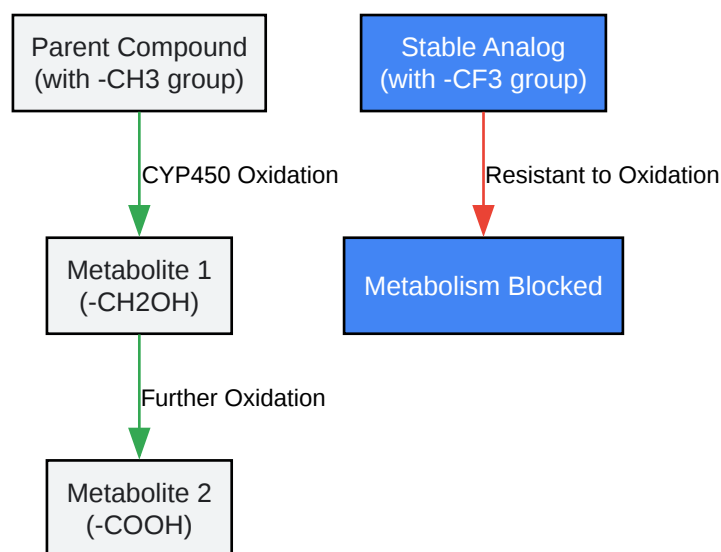 Parent Compound
(with -CH3 group)
Stable Analog
(with -CF3 group)
CYP450 Oxidation
Resistant to Oxidation
Metabolite 1
(-CH2OH)
Metabolism Blocked
Further Oxidation
Metabolite 2
(-COOH)